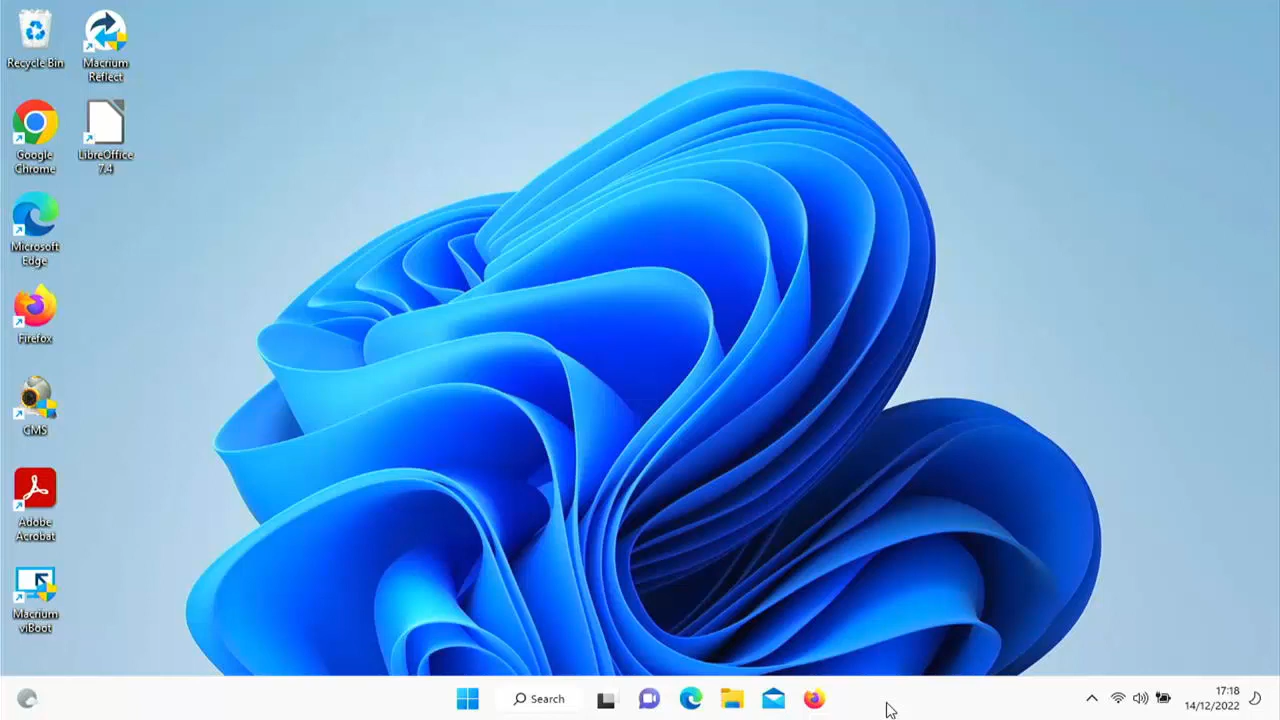 Recycle Bin
Macrium
Reflect
Google
Chrome
LibreOffice
7.4
Microsoft
Edge
Firefox
CMS
Adobe
Acrobat
Macrium
viBoot
Search
17:18
14/12/2022